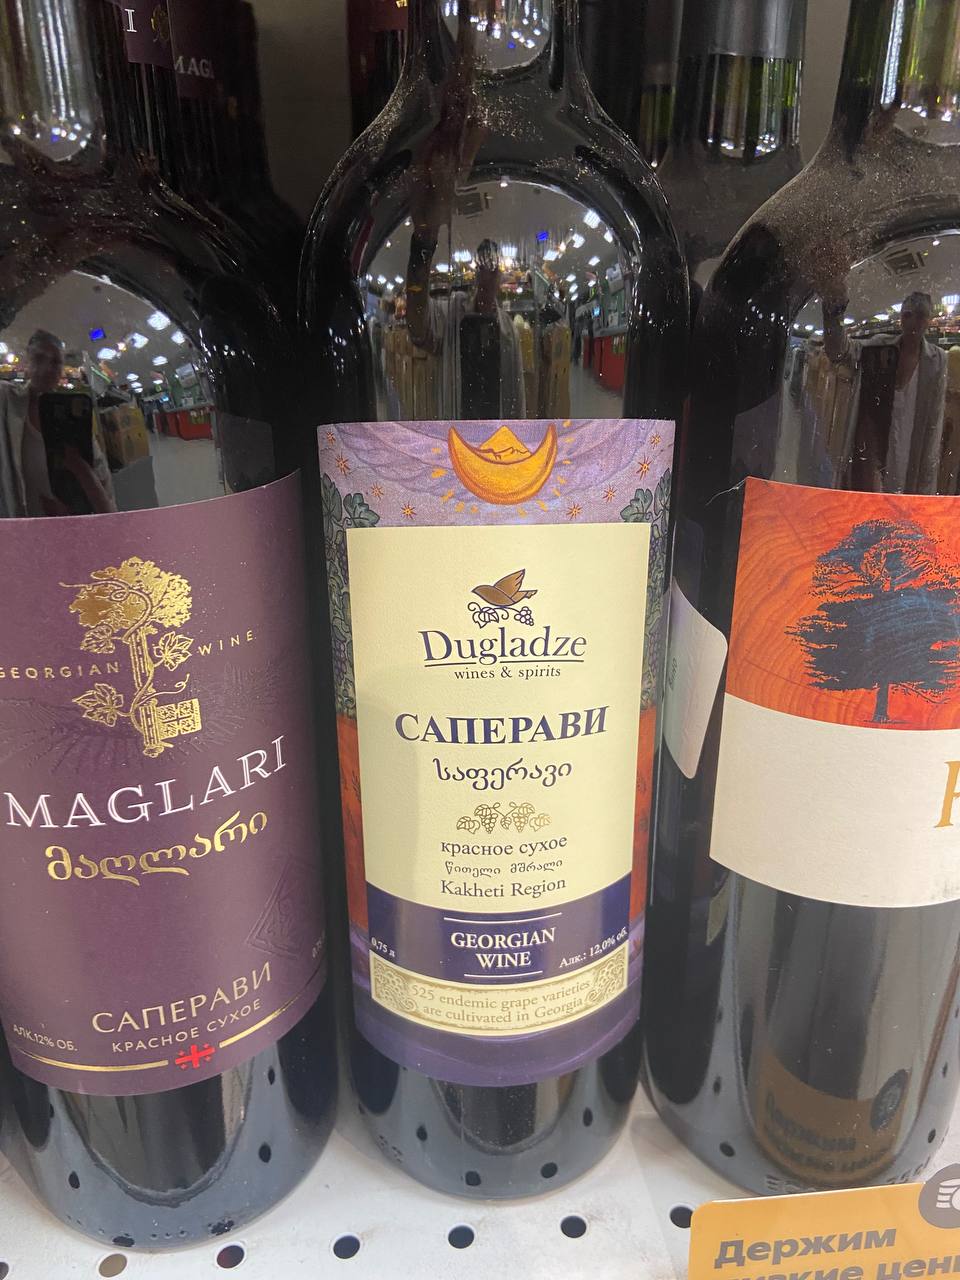 MAGL
GEORGIAN WINE
MAGLARI
მაღლარი
САПЕРАВИ
КРАСНОЕ СУХОЕ
АЛК.12% ОБ.
Dugladze
wines & spirits
САПЕРАВИ
საფერავი
красное сухое
წითელი მშრალი
Kakheti Region
0,75 л
GEORGIAN
WINE
Алк.: 12,0% об.
525 endemic grape varieties
are cultivated in Georgia
Держим